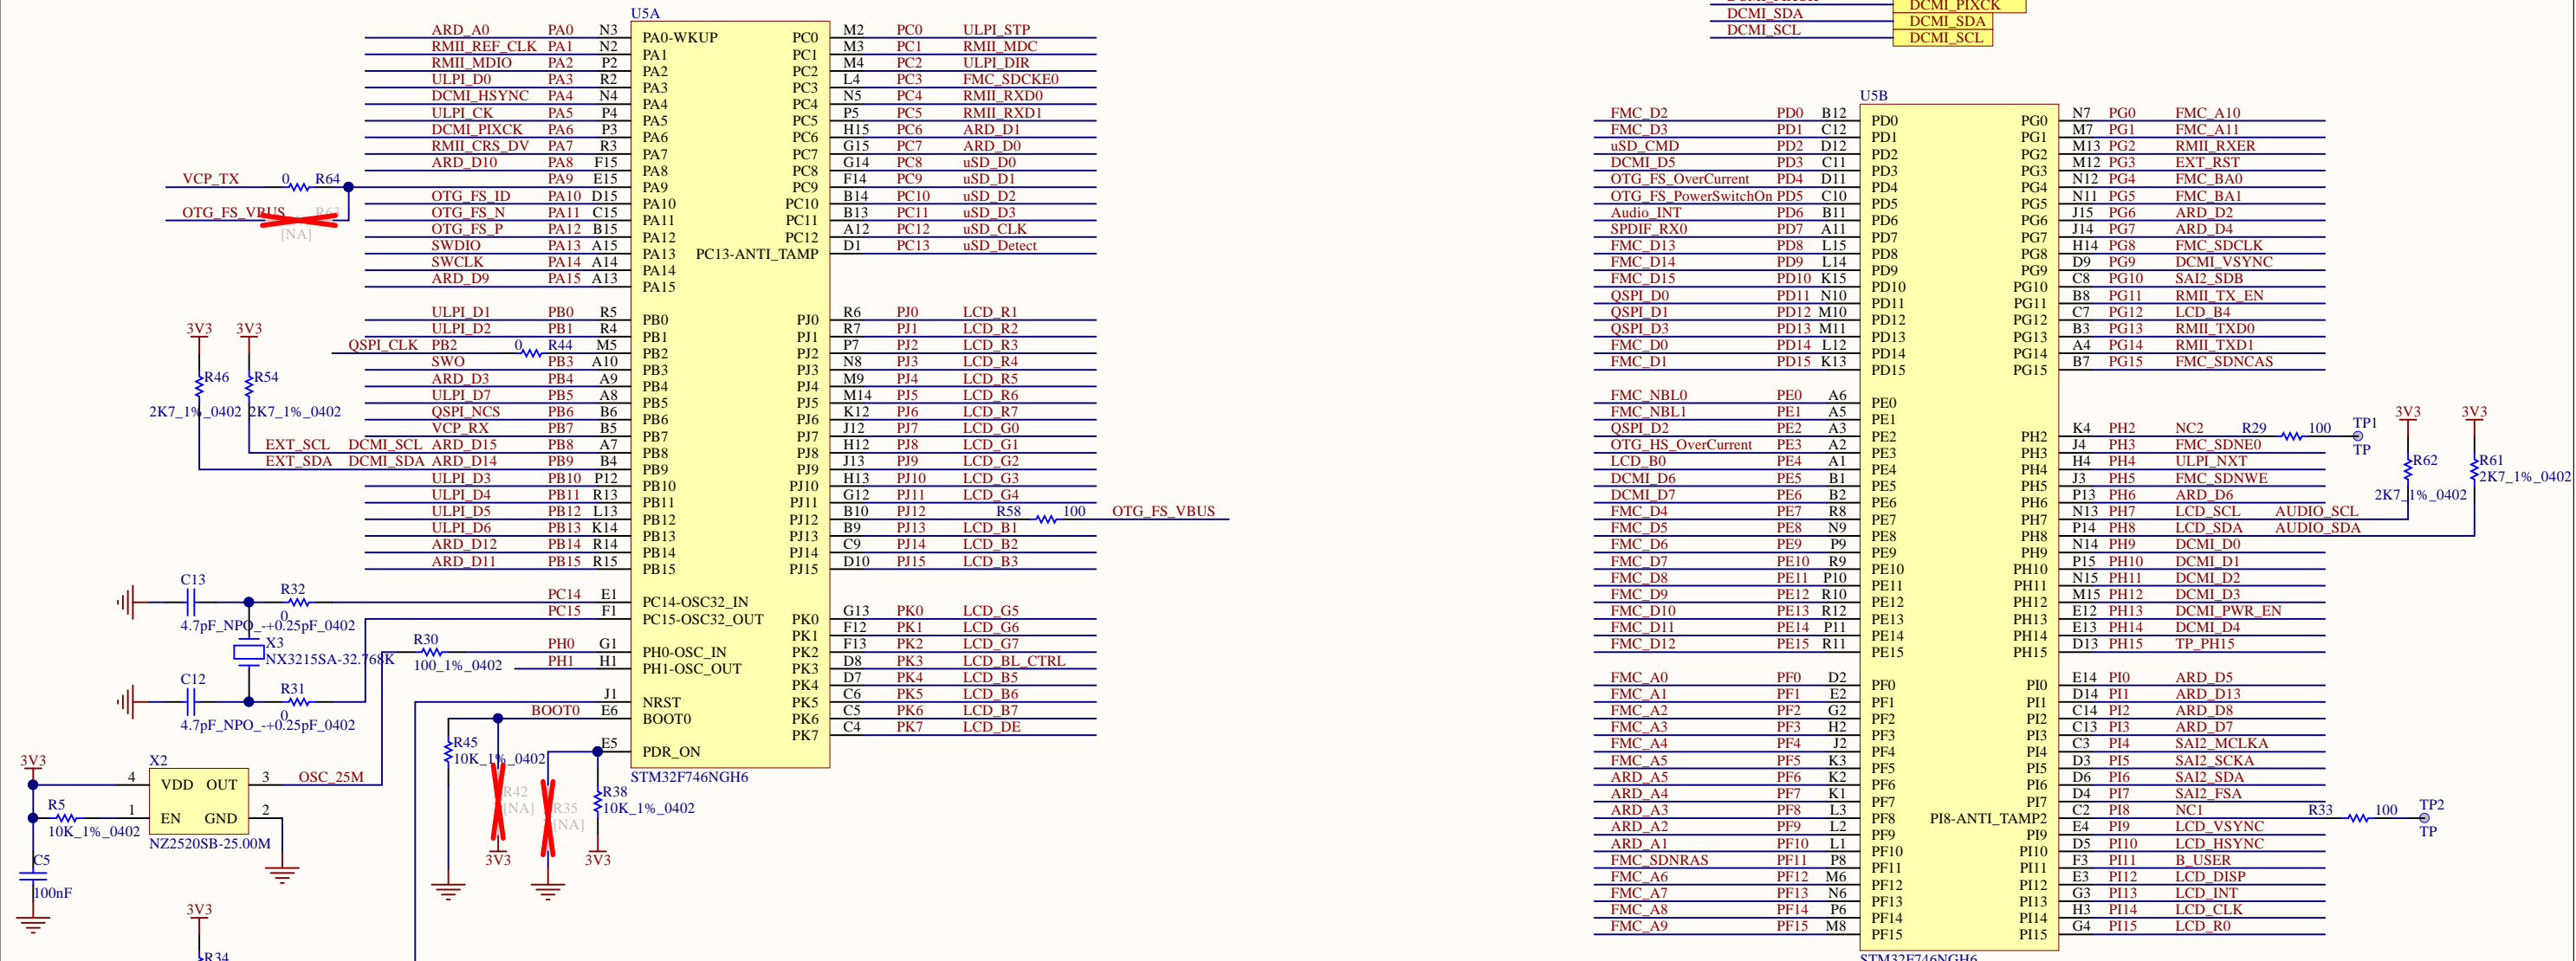 U5A
ARD_A0 PA0 N3 PA0-WKUP PC0 M2 PC0 ULPI_STP
RMII_REF_CLK PA1 N2 PA1 PC1 M3 PC1 RMII_MDC
RMII_MDIO PA2 P2 PA2 PC2 M4 PC2 ULPI_DIR
ULPI_D0 PA3 R2 PA3 PC3 L4 PC3 FMC_SDCKE0
DCMI_HSYNC PA4 N4 PA4 PC4 N5 PC4 RMII_RXD0
ULPI_CK PA5 P4 PA5 PC5 P5 PC5 RMII_RXD1
DCMI_PIXCK PA6 P3 PA6 PC6 H15 PC6 ARD_D1
RMII_CRS_DV PA7 R3 PA7 PC7 G15 PC7 ARD_D0
ARD_D10 PA8 F15 PA8 PC8 G14 PC8 uSD_D0
VCP_TX 0 R64 PA9 E15 PA9 PC9 F14 PC9 uSD_D1
OTG_FS_ID PA10 D15 PA10 PC10 B14 PC10 uSD_D2
OTG_FS_VBUS R63 OTG_FS_N PA11 C15 PA11 PC11 B13 PC11 uSD_D3
[NA] OTG_FS_P PA12 B15 PA12 PC12 A12 PC12 uSD_CLK
SWDIO PA13 A15 PA13 PC13-ANTI_TAMP D1 PC13 uSD_Detect
SWCLK PA14 A14 PA14
ARD_D9 PA15 A13 PA15
ULPI_D1 PB0 R5 PB0 PJ0 R6 PJ0 LCD_R1
3V3 3V3 ULPI_D2 PB1 R4 PB1 PJ1 R7 PJ1 LCD_R2
QSPI_CLK PB2 0 R44 M5 PB2 PJ2 P7 PJ2 LCD_R3
SWO PB3 A10 PB3 PJ3 N8 PJ3 LCD_R4
R46 R54 ARD_D3 PB4 A9 PB4 PJ4 M9 PJ4 LCD_R5
ULPI_D7 PB5 A8 PB5 PJ5 M14 PJ5 LCD_R6
2K7_1%_0402 2K7_1%_0402 QSPI_NCS PB6 B6 PB6 PJ6 K12 PJ6 LCD_R7
VCP_RX PB7 B5 PB7 PJ7 J12 PJ7 LCD_G0
EXT_SCL DCMI_SCL ARD_D15 PB8 A7 PB8 PJ8 H12 PJ8 LCD_G1
EXT_SDA DCMI_SDA ARD_D14 PB9 B4 PB9 PJ9 J13 PJ9 LCD_G2
ULPI_D3 PB10 P12 PB10 PJ10 H13 PJ10 LCD_G3
ULPI_D4 PB11 R13 PB11 PJ11 G12 PJ11 LCD_G4
ULPI_D5 PB12 L13 PB12 PJ12 B10 PJ12 R58 100 OTG_FS_VBUS
ULPI_D6 PB13 K14 PB13 PJ13 B9 PJ13 LCD_B1
ARD_D12 PB14 R14 PB14 PJ14 C9 PJ14 LCD_B2
ARD_D11 PB15 R15 PB15 PJ15 D10 PJ15 LCD_B3
C13 R32 PC14 E1 PC14-OSC32_IN
0 PC15 F1 PC15-OSC32_OUT PK0 G13 PK0 LCD_G5
4.7pF_NPO_-+0.25pF_0402 PK1 F12 PK1 LCD_G6
X3 R30 PH0 G1 PH0-OSC_IN PK2 F13 PK2 LCD_G7
NX3215SA-32.768K 100_1%_0402 PH1 H1 PH1-OSC_OUT PK3 D8 PK3 LCD_BL_CTRL
C12 R31 PK4 D7 PK4 LCD_B5
0 J1 NRST PK5 C6 PK5 LCD_B6
4.7pF_NPO_-+0.25pF_0402 BOOT0 E6 BOOT0 PK6 C5 PK6 LCD_B7
PK7 C4 PK7 LCD_DE
R45 E5 PDR_ON
10K_1%_0402
STM32F746NGH6
3V3 X2
4 VDD OUT 3 OSC_25M
R42 R35 R38
[NA] [NA] 10K_1%_0402
R5 1 EN GND 2
10K_1%_0402 NZ2520SB-25.00M
3V3 3V3
C5
100nF
3V3
R34
DCMI_PIXCK
DCMI_SDA DCMI_SDA
DCMI_SCL DCMI_SCL
U5B
FMC_D2 PD0 B12 PD0 PG0 N7 PG0 FMC_A10
FMC_D3 PD1 C12 PD1 PG1 M7 PG1 FMC_A11
uSD_CMD PD2 D12 PD2 PG2 M13 PG2 RMII_RXER
DCMI_D5 PD3 C11 PD3 PG3 M12 PG3 EXT_RST
OTG_FS_OverCurrent PD4 D11 PD4 PG4 N12 PG4 FMC_BA0
OTG_FS_PowerSwitchOn PD5 C10 PD5 PG5 N11 PG5 FMC_BA1
Audio_INT PD6 B11 PD6 PG6 J15 PG6 ARD_D2
SPDIF_RX0 PD7 A11 PD7 PG7 J14 PG7 ARD_D4
FMC_D13 PD8 L15 PD8 PG8 H14 PG8 FMC_SDCLK
FMC_D14 PD9 L14 PD9 PG9 D9 PG9 DCMI_VSYNC
FMC_D15 PD10 K15 PD10 PG10 C8 PG10 SAI2_SDB
QSPI_D0 PD11 N10 PD11 PG11 B8 PG11 RMII_TX_EN
QSPI_D1 PD12 M10 PD12 PG12 C7 PG12 LCD_B4
QSPI_D3 PD13 M11 PD13 PG13 B3 PG13 RMII_TXD0
FMC_D0 PD14 L12 PD14 PG14 A4 PG14 RMII_TXD1
FMC_D1 PD15 K13 PD15 PG15 B7 PG15 FMC_SDNCAS
FMC_NBL0 PE0 A6 PE0
FMC_NBL1 PE1 A5 PE1 3V3 3V3
QSPI_D2 PE2 A3 PE2 PH2 K4 PH2 NC2 R29 100 TP1
OTG_HS_OverCurrent PE3 A2 PE3 PH3 J4 PH3 FMC_SDNE0 TP
LCD_B0 PE4 A1 PE4 PH4 H4 PH4 ULPI_NXT R62 R61
DCMI_D6 PE5 B1 PE5 PH5 J3 PH5 FMC_SDNWE 2K7_1%_0402
DCMI_D7 PE6 B2 PE6 PH6 P13 PH6 ARD_D6 2K7_1%_0402
FMC_D4 PE7 R8 PE7 PH7 N13 PH7 LCD_SCL AUDIO_SCL
FMC_D5 PE8 N9 PE8 PH8 P14 PH8 LCD_SDA AUDIO_SDA
FMC_D6 PE9 P9 PE9 PH9 N14 PH9 DCMI_D0
FMC_D7 PE10 R9 PE10 PH10 P15 PH10 DCMI_D1
FMC_D8 PE11 P10 PE11 PH11 N15 PH11 DCMI_D2
FMC_D9 PE12 R10 PE12 PH12 M15 PH12 DCMI_D3
FMC_D10 PE13 R12 PE13 PH13 E12 PH13 DCMI_PWR_EN
FMC_D11 PE14 P11 PE14 PH14 E13 PH14 DCMI_D4
FMC_D12 PE15 R11 PE15 PH15 D13 PH15 TP_PH15
FMC_A0 PF0 D2 PF0 PI0 E14 PI0 ARD_D5
FMC_A1 PF1 E2 PF1 PI1 D14 PI1 ARD_D13
FMC_A2 PF2 G2 PF2 PI2 C14 PI2 ARD_D8
FMC_A3 PF3 H2 PF3 PI3 C13 PI3 ARD_D7
FMC_A4 PF4 J2 PF4 PI4 C3 PI4 SAI2_MCLKA
FMC_A5 PF5 K3 PF5 PI5 D3 PI5 SAI2_SCKA
ARD_A5 PF6 K2 PF6 PI6 D6 PI6 SAI2_SDA
ARD_A4 PF7 K1 PF7 PI7 D4 PI7 SAI2_FSA
ARD_A3 PF8 L3 PF8 PI8-ANTI_TAMP2 C2 PI8 NC1 R33 100 TP2
ARD_A2 PF9 L2 PF9 PI9 E4 PI9 LCD_VSYNC TP
ARD_A1 PF10 L1 PF10 PI10 D5 PI10 LCD_HSYNC
FMC_SDNRAS PF11 P8 PF11 PI11 F3 PI11 B_USER
FMC_A6 PF12 M6 PF12 PI12 E3 PI12 LCD_DISP
FMC_A7 PF13 N6 PF13 PI13 G3 PI13 LCD_INT
FMC_A8 PF14 P6 PF14 PI14 H3 PI14 LCD_CLK
FMC_A9 PF15 M8 PF15 PI15 G4 PI15 LCD_R0
STM32F746NGH6